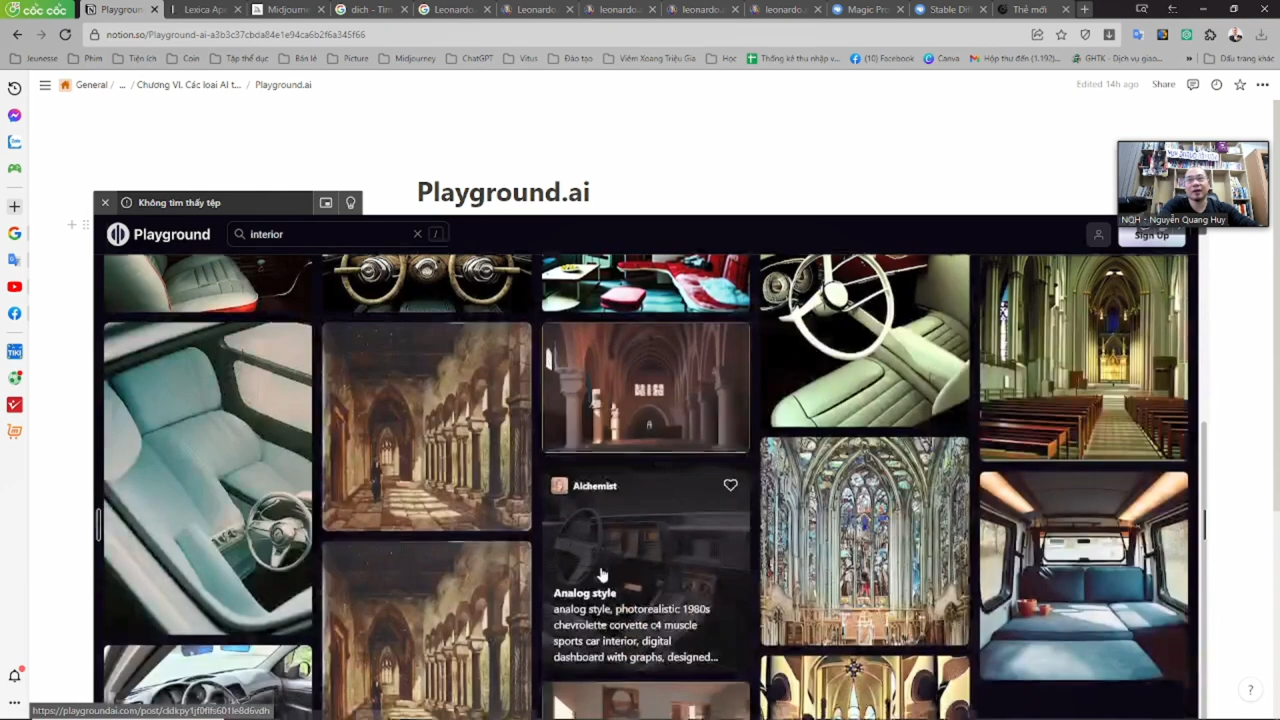 cốc cốc
Playgroun
Lexica Ap
Midjourne
dich - Tìm
Leonardo.
Leonardo.
leonardo.
leonardo.
leonardo.
Magic Pro
Stable Dif
Thẻ mới
notion.so/Playground-ai-a3b3c37cbda84e1e94ca6b2f6a345f66
Jeunesse
Phim
Tiện ích
Coin
Tập thể dục
Bán lẻ
Picture
Midjourney
ChatGPT
Vitus
Đào tạo
Viêm Xoang Triệu Gia
Học
Thống kê thu nhập v...
(10) Facebook
Canva
Hộp thư đến (1.192)...
GHTK - Dịch vụ giao...
»
Dấu trang khác
General / ... / Chương VI. Các loại AI t... / Playground.ai
Edited 14h ago
Share
Playground.ai
NQH - Nguyễn Quang Huy
Không tìm thấy tệp
Playground
interior
/
Sign Up
Alchemist
Analog style
analog style, photorealistic 1980s
chevrolette corvette c4 muscle
sports car interior, digital
dashboard with graphs, designed...
Zalo
TIKI
?